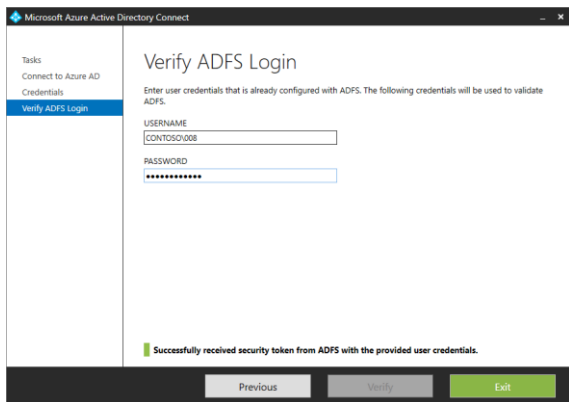 Microsoft Azure Active Directory Connect
Tasks
Connect to Azure AD
Credentials
Verify ADFS Login
Verify ADFS Login
Enter user credentials that is already configured with ADFS. The following credentials will be used to validate
ADFS.
USERNAME
CONTOSO\008
PASSWORD
••••••••••••
Successfully received security token from ADFS with the provided user credentials.
Previous
Verify
Exit